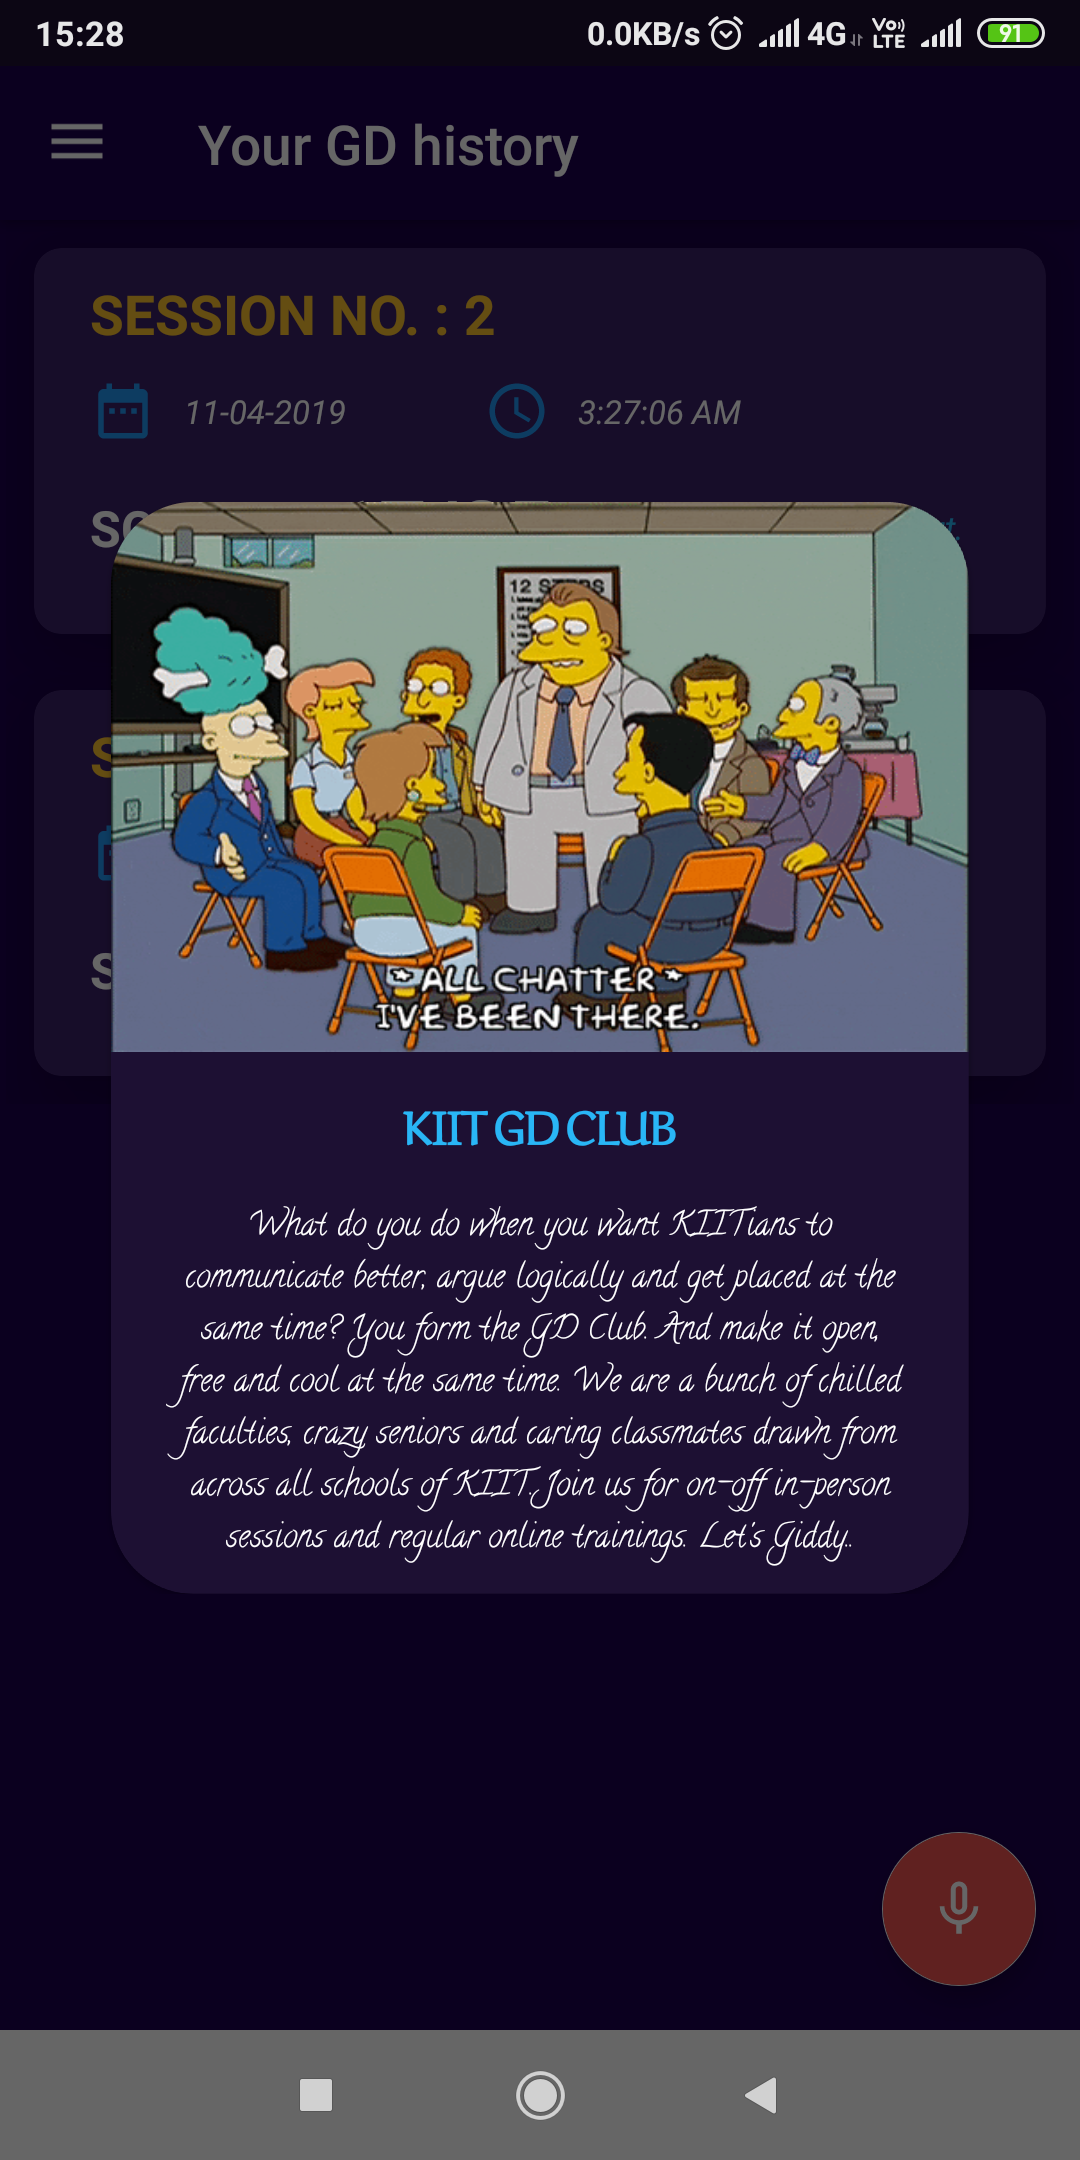 15:28
0.0KB/s 4G Vo)) LTE 91
Your GD history
SESSION NO. : 2
11-04-2019 3:27:06 AM
12 STEPS
* ALL CHATTER *
I'VE BEEN THERE.
KIIT GD CLUB
What do you do when you want KIITians to
communicate better, argue logically and get placed at the
same time? You form the GD Club. And make it open,
free and cool at the same time. We are a bunch of chilled
faculties, crazy seniors and caring classmates drawn from
across all schools of KIIT. Join us for on-off in-person
sessions and regular online trainings. Let's Giddy..